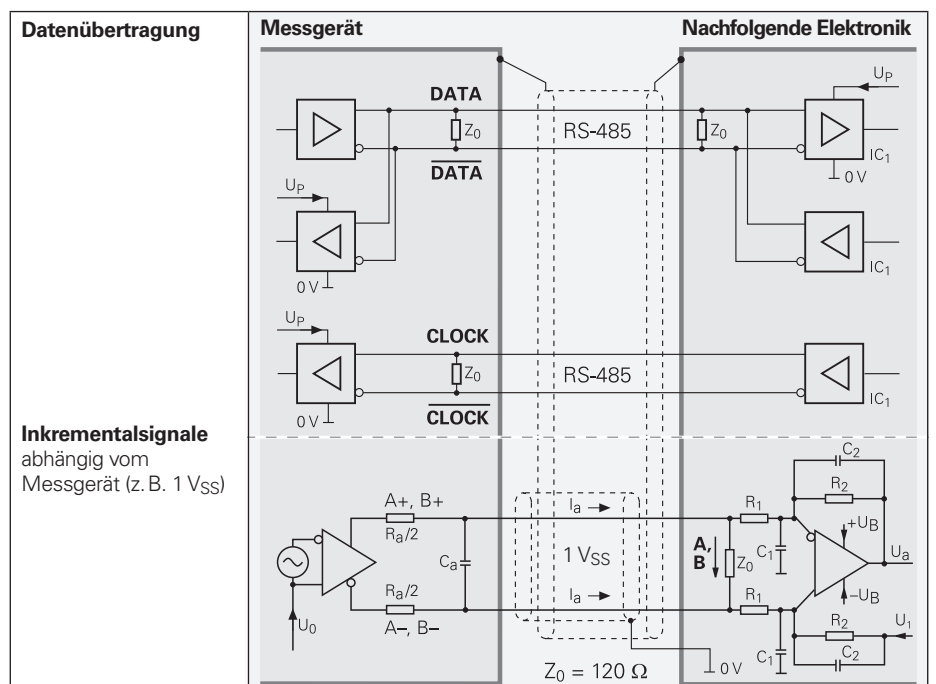 Datenübertragung
Messgerät
Nachfolgende Elektronik
DATA
Z0
DATA
RS-485
Z0
UP
IC1
0 V
UP
0 V
IC1
UP
CLOCK
Z0
CLOCK
0 V
RS-485
IC1
Inkrementalsignale
abhängig vom
Messgerät (z. B. 1 VSS)
A+, B+
Ra/2
Ca
Ra/2
A–, B–
U0
Ia
1 VSS
Ia
Z0 = 120 Ω
0 V
A,
B
Z0
R1
C1
R1
C1
C2
R2
+UB
Ua
–UB
R2
U1
C2